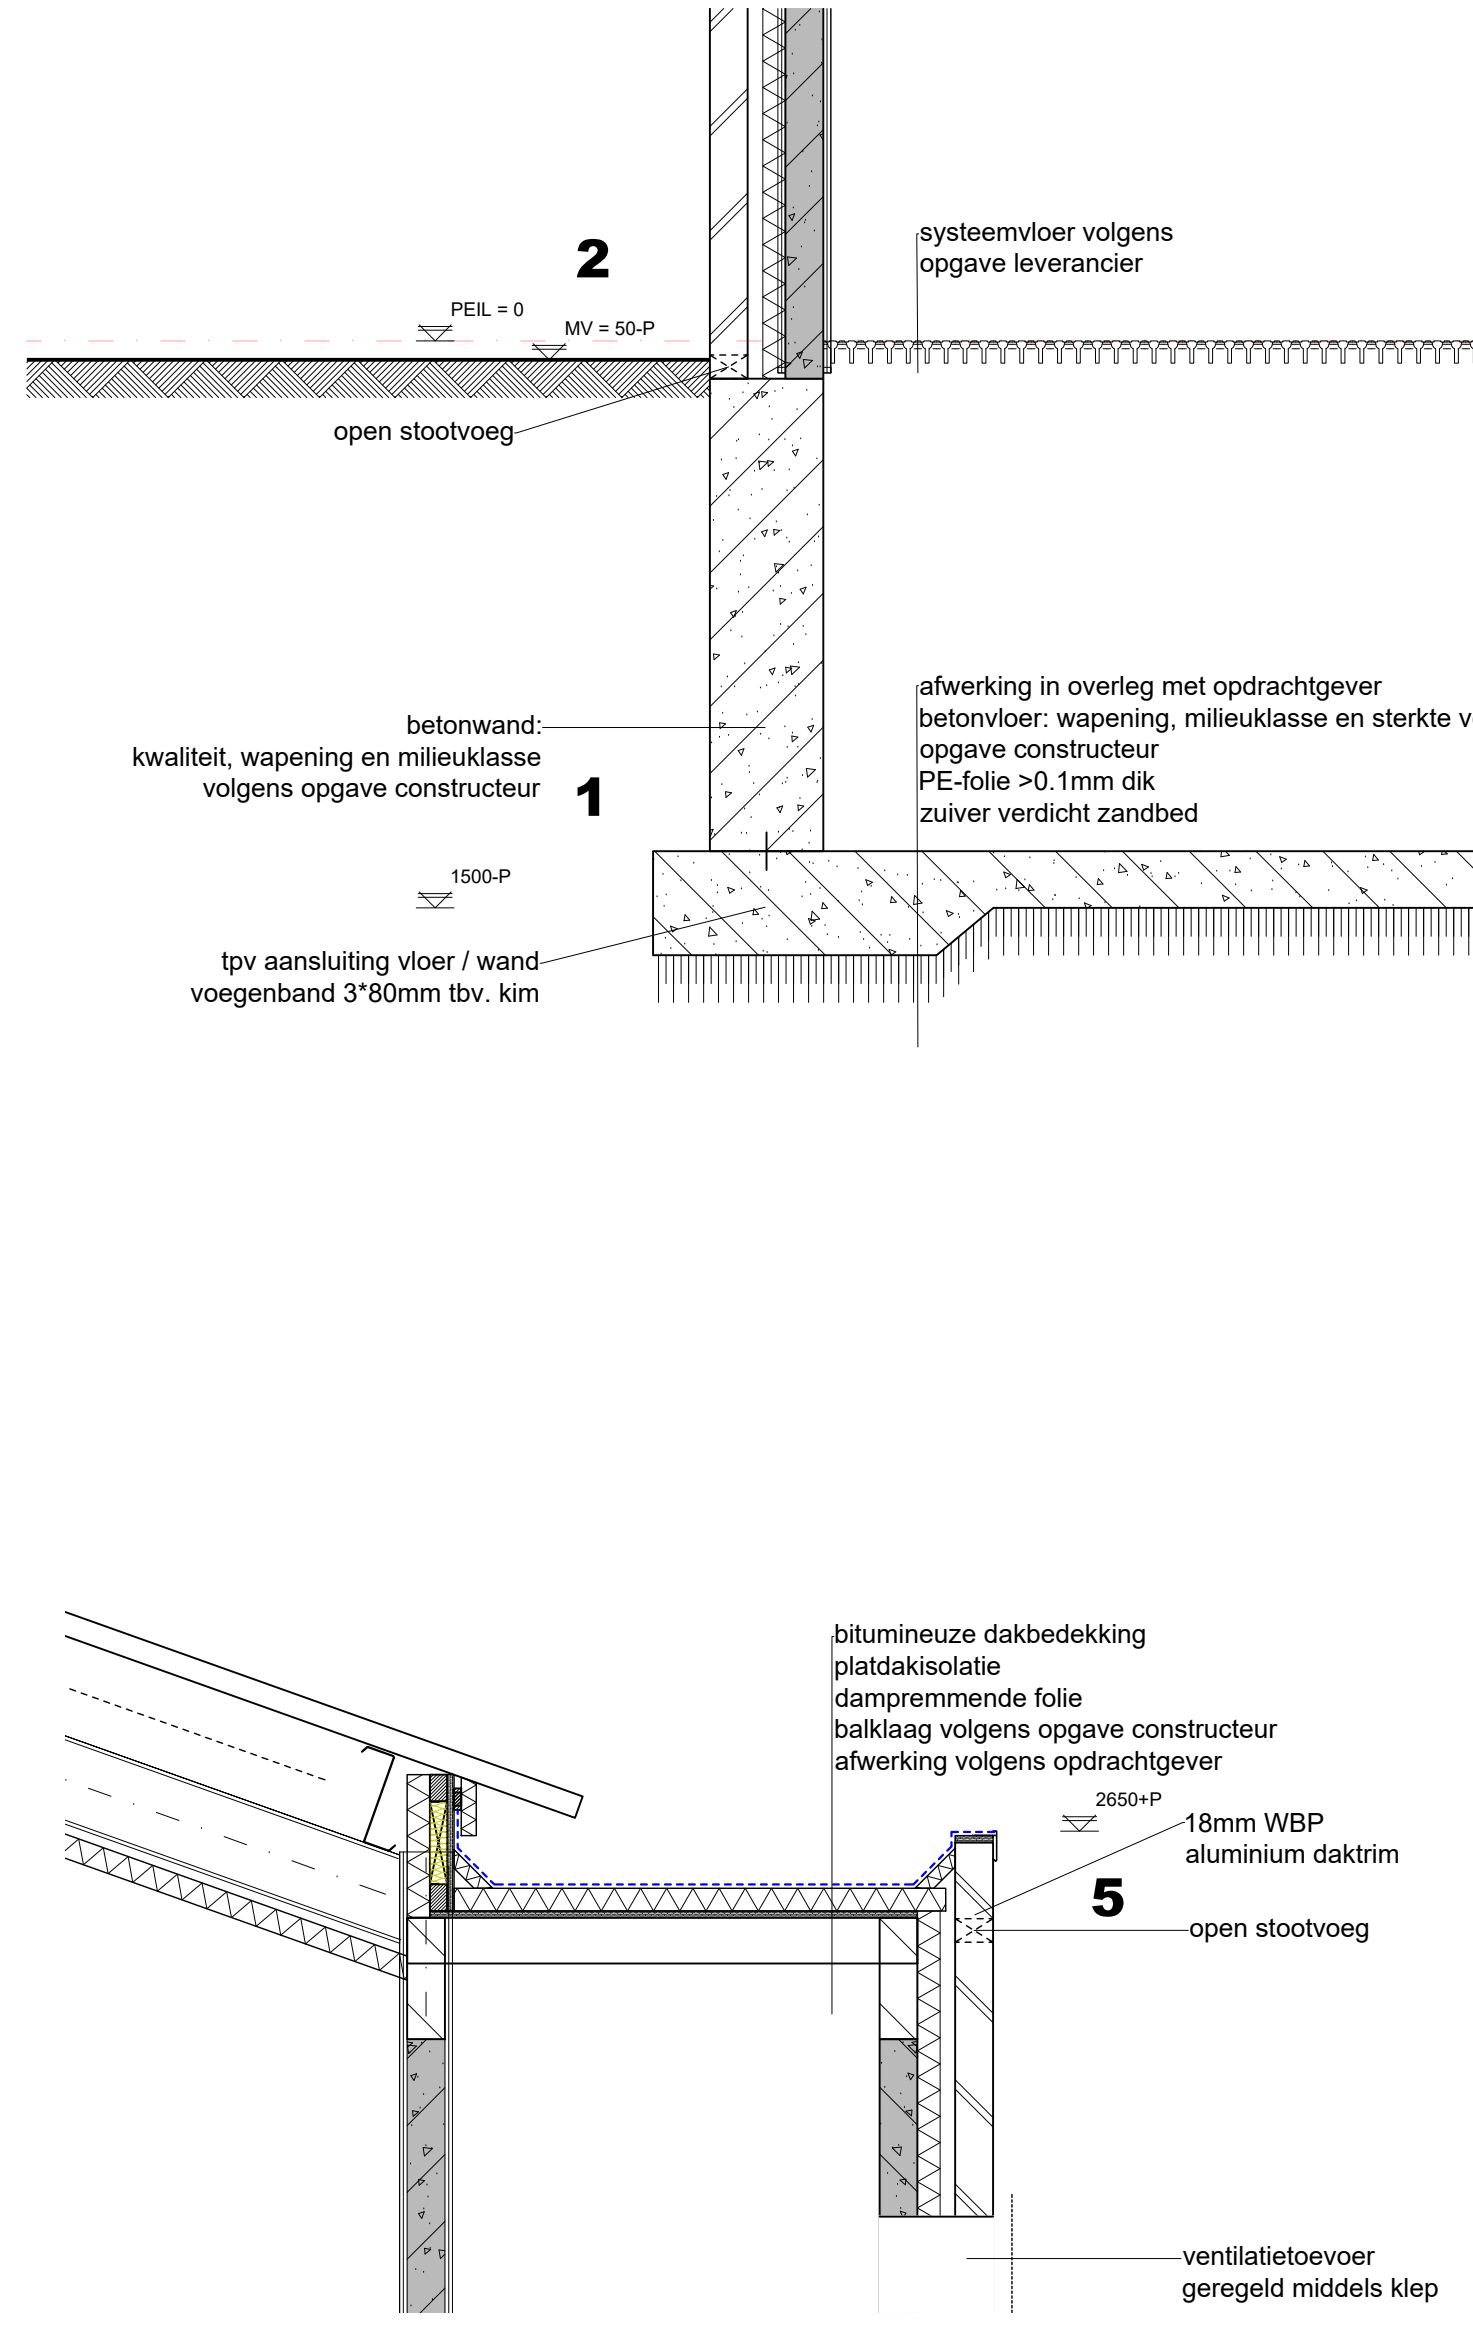 systeemvloer volgens
opgave leverancier
2
PEIL = 0
MV = 50-P
open stootvoeg
afwerking in overleg met opdrachtgever
betonvloer: wapening, milieuklasse en sterkte
opgave constructeur
PE-folie >0.1mm dik
zuiver verdicht zandbed
betonwand:
kwaliteit, wapening en milieuklasse
volgens opgave constructeur
1
1500-P
tpv aansluiting vloer / wand
voegenband 3*80mm tbv. kim
bitumineuze dakbedekking
platdakisolatie
dampremmende folie
balklaag volgens opgave constructeur
afwerking volgens opdrachtgever
2650+P
18mm WBP
aluminium daktrim
5
open stootvoeg
ventilatietoevoer
geregeld middels klep